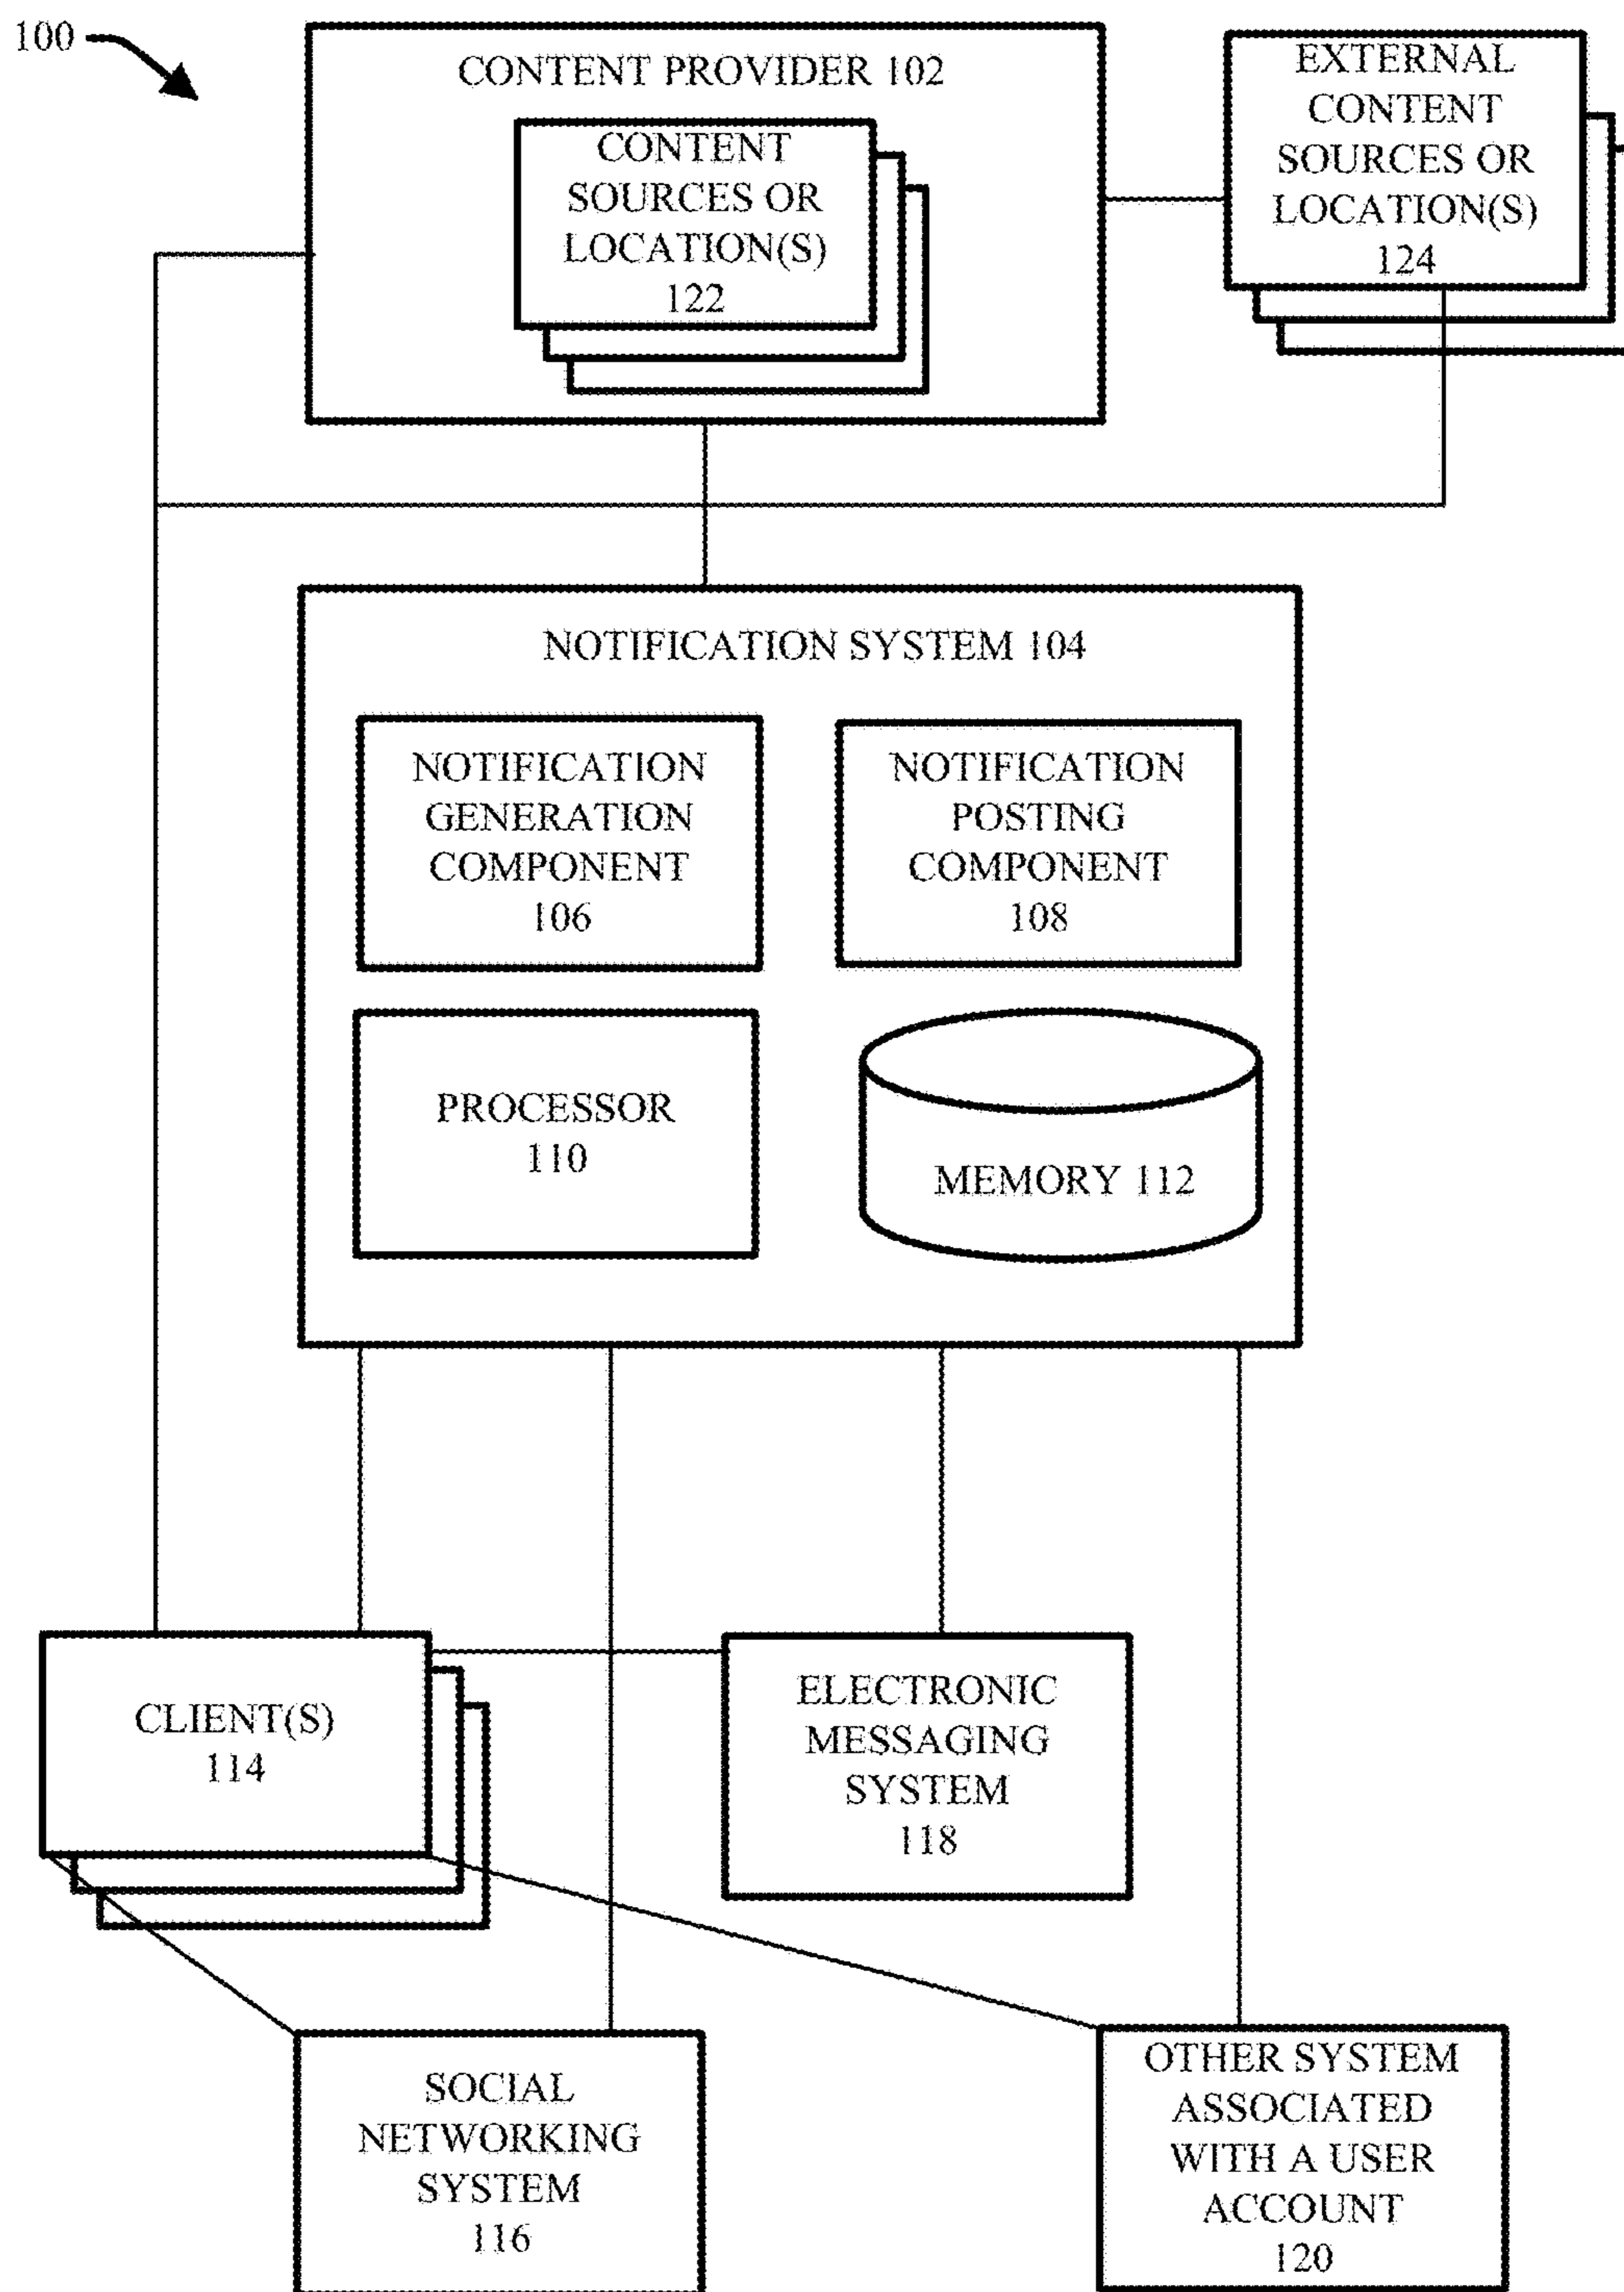 100
CONTENT PROVIDER 102
CONTENT
SOURCES OR
LOCATION(S)
122
EXTERNAL
CONTENT
SOURCES OR
LOCATION(S)
124
NOTIFICATION SYSTEM 104
NOTIFICATION
GENERATION
COMPONENT
106
NOTIFICATION
POSTING
COMPONENT
108
PROCESSOR
110
MEMORY 112
CLIENT(S)
114
ELECTRONIC
MESSAGING
SYSTEM
118
SOCIAL
NETWORKING
SYSTEM
116
OTHER SYSTEM
ASSOCIATED
WITH A USER
ACCOUNT
120